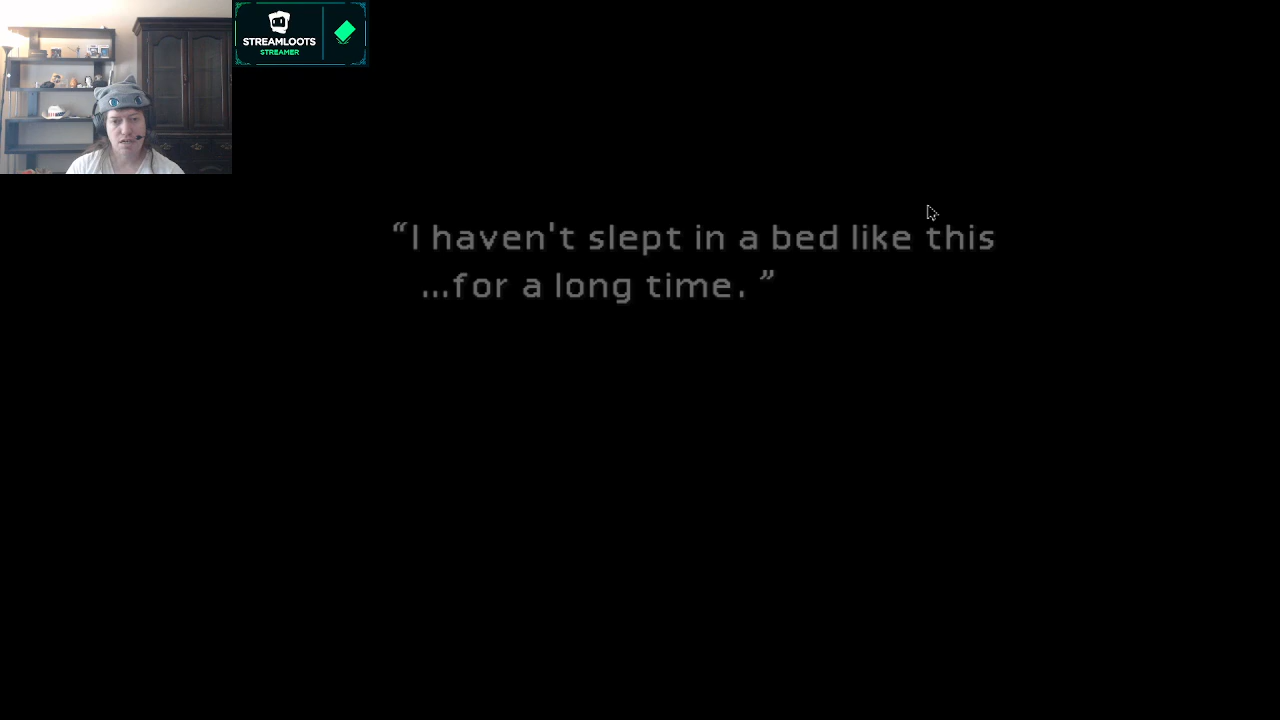 STREAMLOOTS
STREAMER
“I haven't slept in a bed like this
...for a long time. ”